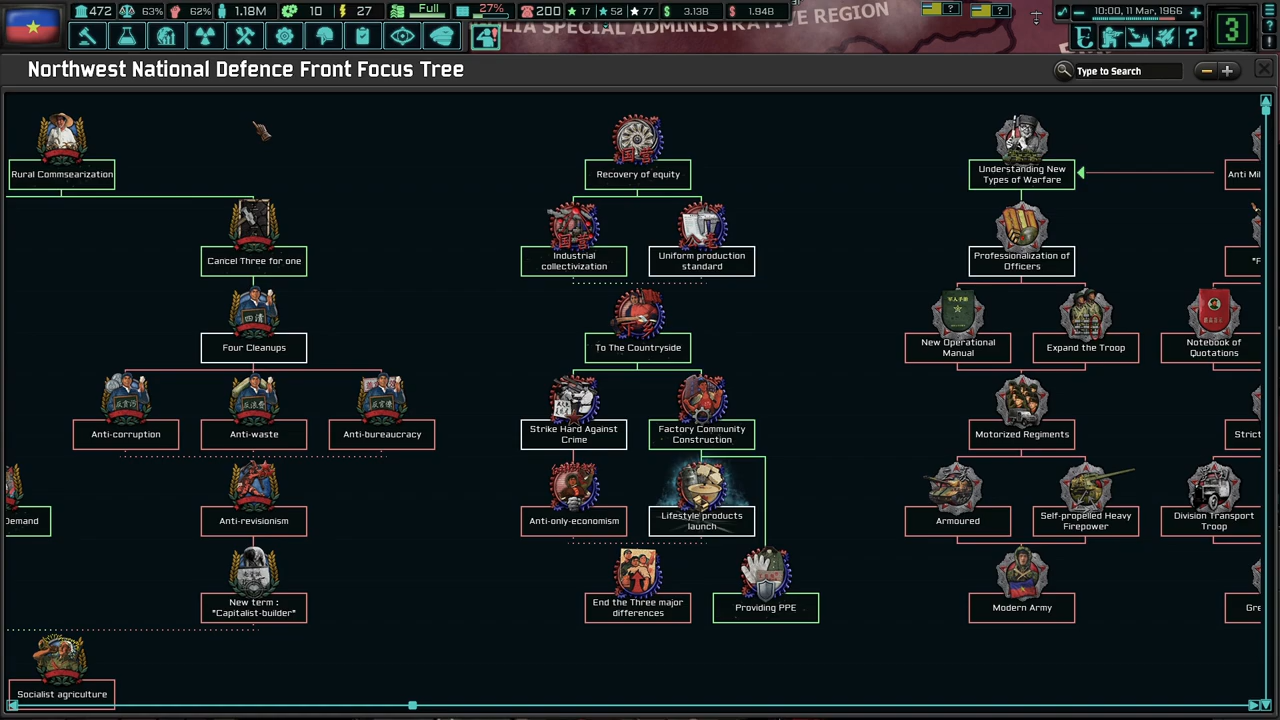 472
63%
62%
1.18M
10
27
Full
27%
200
17
52
77
3.13B
1.94B
10:00, 11 Mar, 1966
3
LIA SPECIAL ADMINISTRATIVE REGION
Northwest National Defence Front Focus Tree
Type to Search
Rural Commsearization
Recovery of equity
Understanding New
Types of Warfare
Anti Mil
Cancel Three for one
Industrial
collectivization
Uniform production
standard
Professionalization of
Officers
"F
Four Cleanups
To The Countryside
New Operational
Manual
Expand the Troop
Notebook of
Quotations
Anti-corruption
Anti-waste
Anti-bureaucracy
Strike Hard Against
Crime
Factory Community
Construction
Motorized Regiments
Strict
Demand
Anti-revisionism
Anti-only-economism
Lifestyle products
launch
Armoured
Self-propelled Heavy
Firepower
Division Transport
Troop
New term :
"Capitalist-builder"
End the Three major
differences
Providing PPE
Modern Army
Gre
Socialist agriculture